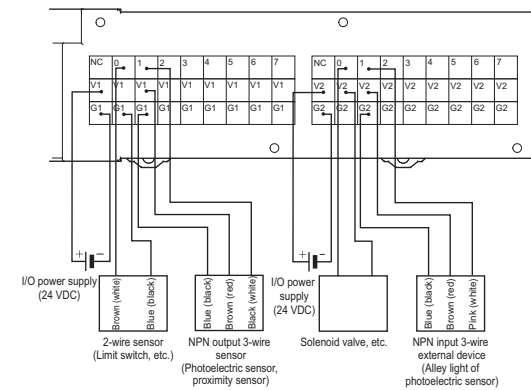 NC 0 1 2 3 4 5 6 7
V1 V1 V1 V1 V1 V1 V1 V1 V1
G1 G1 G1 G1 G1 G1 G1 G1 G1
NC 0 1 2 3 4 5 6 7
V2 V2 V2 V2 V2 V2 V2 V2 V2
G2 G2 G2 G2 G2 G2 G2 G2 G2
+ −
I/O power supply
(24 VDC)
Brown (white)
Blue (black)
2-wire sensor
(Limit switch, etc.)
Blue (black)
Brown (red)
Black (white)
NPN output 3-wire
sensor
(Photoelectric sensor,
proximity sensor)
+ −
I/O power
supply
(24 VDC)
Solenoid valve, etc.
Blue (black)
Brown (red)
Pink (white)
NPN input 3-wire
external device
(Alley light of
photoelectric sensor)